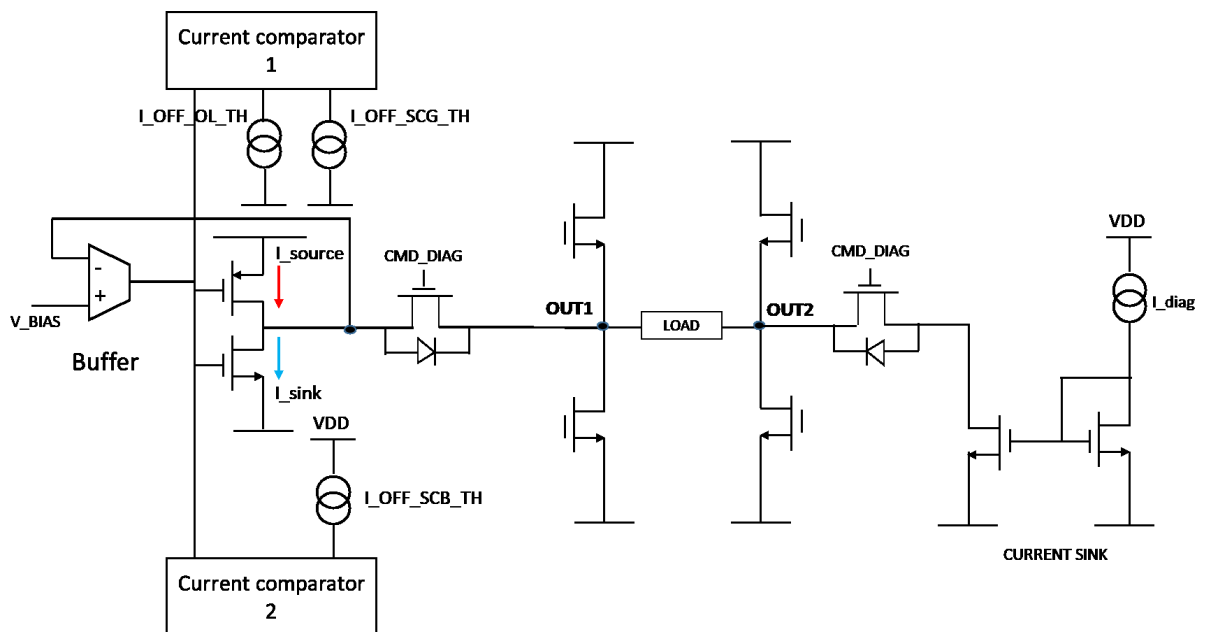 Current comparator
1
I_OFF_OL_TH
I_OFF_SCG_TH
I_source
CMD_DIAG
CMD_DIAG
VDD
-
+
V_BIAS
Buffer
OUT1
LOAD
OUT2
I_diag
I_sink
VDD
I_OFF_SCB_TH
CURRENT SINK
Current comparator
2